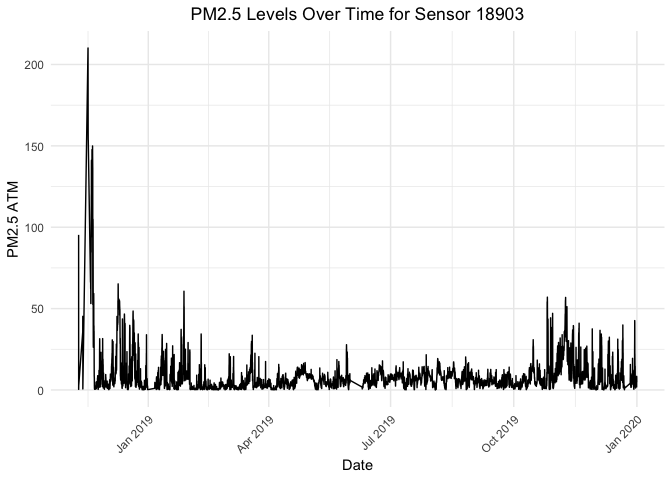 PM2.5 Levels Over Time for Sensor 18903
PM2.5 ATM
200
150
100
50
0
Jan 2019
Apr 2019
Jul 2019
Oct 2019
Jan 2020
Date